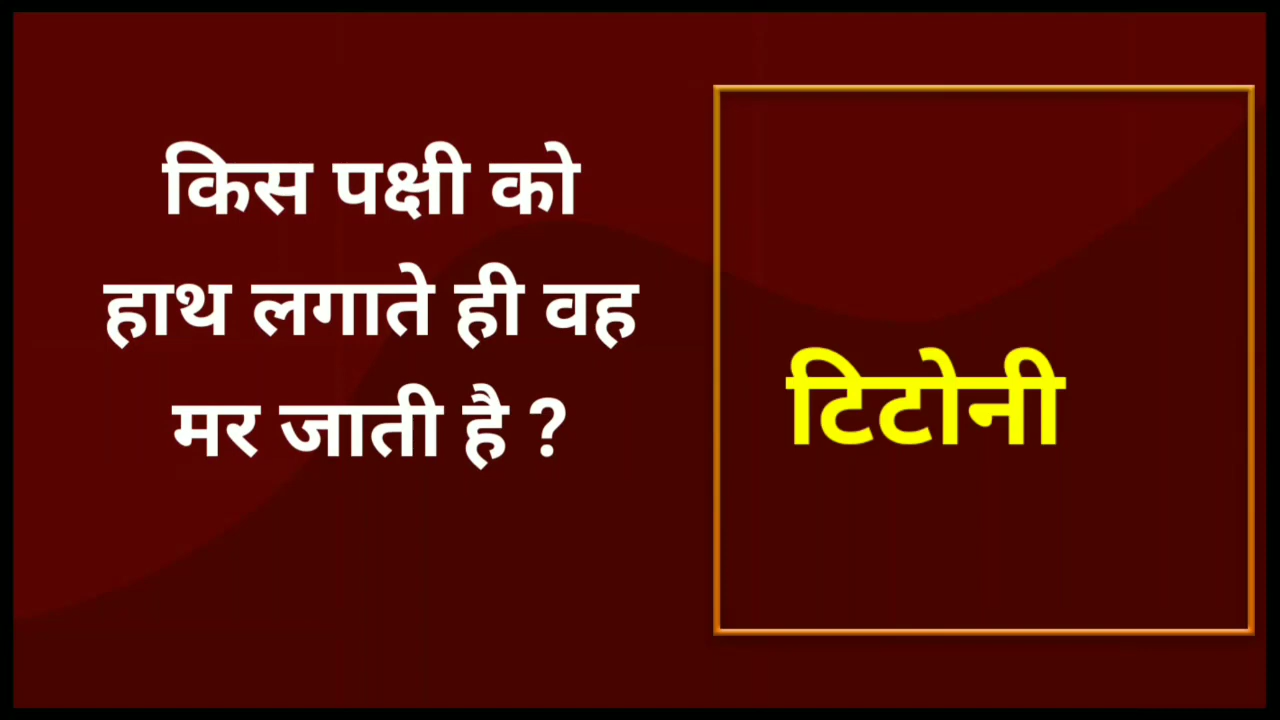 किस पक्षी को
हाथ लगाते ही वह
मर जाती है ?
टिटोनी